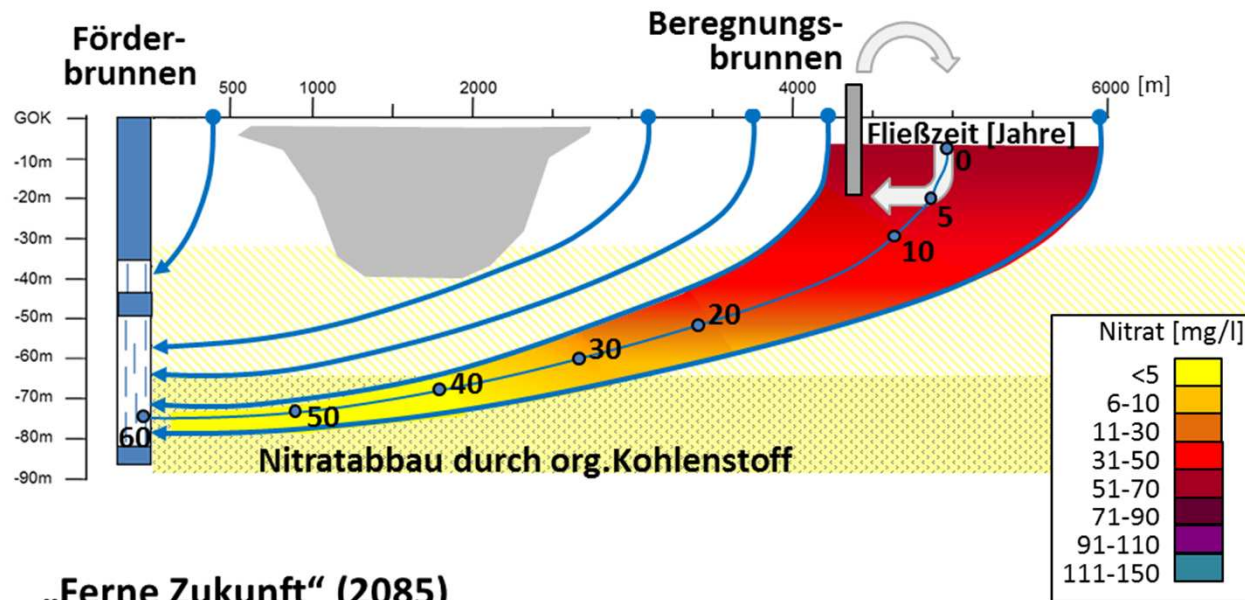 Förder-
brunnen
Beregnungs-
brunnen
500 1000 2000 4000 6000 [m]
GOK
Fließzeit [Jahre]
-10m
0
-20m
5
-30m
10
-40m
-50m
20
-60m
30
-70m
40
50
-80m
60
-90m
Nitratabbau durch org.Kohlenstoff
Nitrat [mg/l]
<5
6-10
11-30
31-50
51-70
71-90
91-110
111-150
„Ferne Zukunft“ (2085)